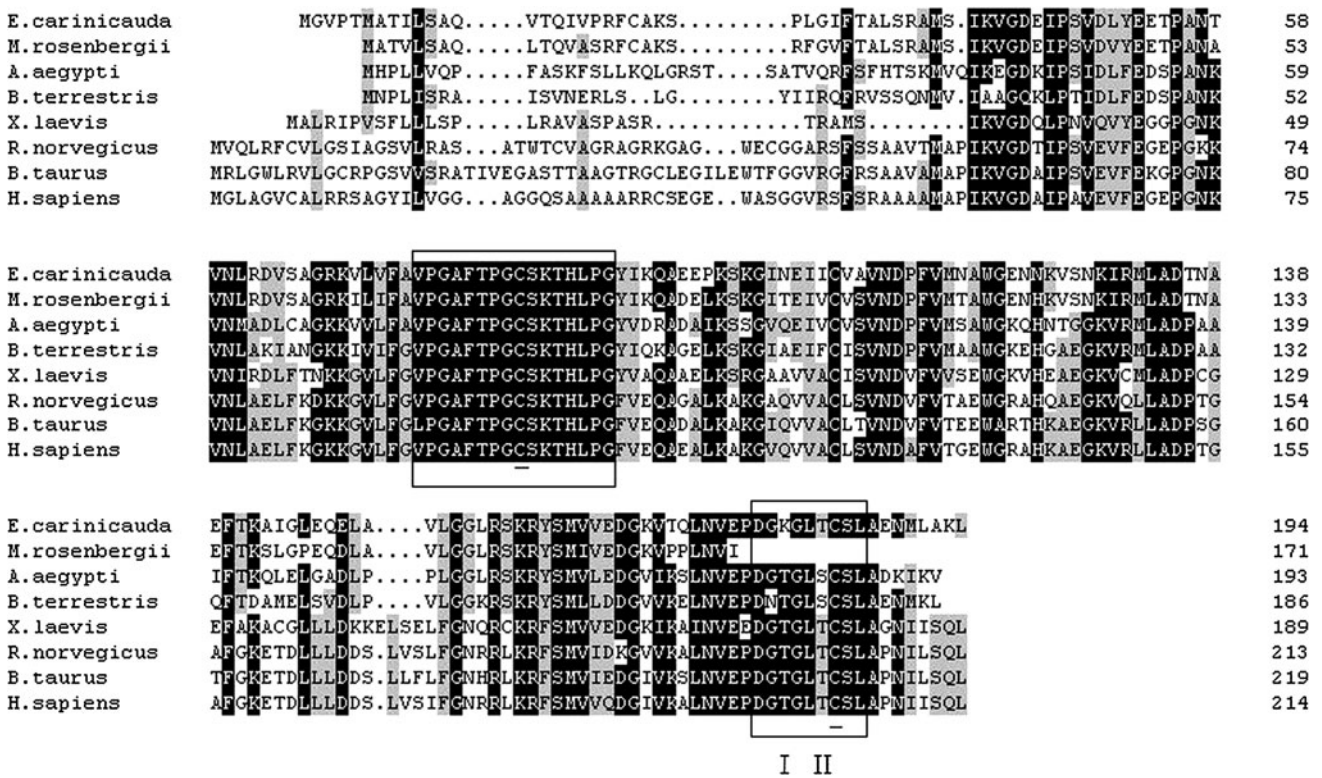 E.carinicauda MGVPTMATILSAQ.....VTQIVPRFCAKS.........PLGIFTALSRAMS.IKVGDEIPSVDLYEETPANT 58
M.rosenbergii MATVLSAQ.....LTQVASRFCAKS.........RFGVFTALSRAMS.IKVGDEIPSVDVYEETPANA 53
A.aegypti MHPLLVQP.....FASKFSLLKQLGRST.....SATVQRFSFHTSKMVQIKEGDKIPSIDLFEDSPANK 59
B.terrestris MNPLISRA.....ISVNERLS..LG........YIIRQFRVSSQNMV.IAAGQKLPTIDLFEDSPANK 52
X.laevis MALRIPVSFLLLSP.....LRAVASPASR............TRAMS........IKVGDQLPNVQVYEGGPGNK 49
R.norvegicus MVQLRFCVLGSIAGSVLRAS...ATWTCVAGRAGRKGAG...WECGGARSFSSAAVTMAPIKVGDTIPSVEVFEGEPGKK 74
B.taurus MRLGWLRVLGCRPGSVVSRATIVEGASTTAAGTRGCLEGILEWTFGGVRGFRSAAVAMAPIKVGDAIPSVEVFEKGPGNK 80
H.sapiens MGLAGVCALRRSAGYILVGG...AGGQSAAAAARRCSEGE..WASGGVRSFSRAAAAMAPIKVGDAIPAVEVFEGEPGNK 75
E.carinicauda VNLRDVSAGRKVLVFAVPGAFTPGCSKTHLPGYIKQAEEPKSKGINEIICVAVNDPFVMNAWGENNKVSNKIRMLADTNA 138
M.rosenbergii VNLRDVSAGRKILIFAVPGAFTPGCSKTHLPGYIKQADELKSKGITEIVCVSVNDPFVMTAWGENHKVSNKIRMLADTNA 133
A.aegypti VNMADLCAGKKVVLFAVPGAFTPGCSKTHLPGYVDRADAIKSSGVQEIVCVSVNDPFVMSAWGKQHNTGGKVRMLADPAA 139
B.terrestris VNLAKIANGKKIVIFGVPGAFTPGCSKTHLPGYIQKAGELKSKGIAEIFCISVNDPFVMAAWGKEHGAEGKVRMLADPAA 132
X.laevis VNIRDLFTNKKGVLFGVPGAFTPGCSKTHLPGYVAQAAELKSRGAAVVACISVNDVFVVSEWGKVHEAEGKVCMLADPCG 129
R.norvegicus VNLAELFKDKKGVLFGVPGAFTPGCSKTHLPGFVEQAGALKAKGAQVVACLSVNDVFVTAEWGRAHQAEGKVQLLADPTG 154
B.taurus VNLAELFKGKKGVLFGLPGAFTPGCSKTHLPGFVEQADALKAKGIQVVACLTVNDVFVTEEWARTHKAEGKVRLLADPSG 160
H.sapiens VNLAELFKGKKGVLFGVPGAFTPGCSKTHLPGFVEQAEALKAKGVQVVACLSVNDAFVTGEWGRAHKAEGKVRLLADPTG 155
E.carinicauda EFTKAIGLEQELA....VLGGLRSKRYSMVVEDGKVTQLNVEPDGKGLTCSLAENMLAKL 194
M.rosenbergii EFTKSLGPEQDLA....VLGGLRSKRYSMIVEDGKVPPLNVI 171
A.aegypti IFTKQLELGADLP....PLGGLRSKRYSMVLEDGVIKSLNVEPDGTGLSCSLADKIKV 193
B.terrestris QFTDAMELSVDLP....VLGGKRSKRYSMLLDDGVVKELNVEPDNTGLSCSLAENMKL 186
X.laevis EFAKACGLLLDKKELSELFGNQRCKRFSMVVEDGKIKAINVEEDGTGLTCSLAGNIISQL 189
R.norvegicus AFGKETDLLLDDS.LVSLFGNRRLKRFSMVIDKGVVKALNVEPDGTGLTCSLAPNILSQL 213
B.taurus TFGKETDLLLDDS.LLFLFGNHRLKRFSMVIEDGIVKSLNVEPDGTGLTCSLAPNILSQL 219
H.sapiens AFGKETDLLLDDS.LVSIFGNRRLKRFSMVVQDGIVKALNVEPDGTGLTCSLAPNIISQL 214
I II